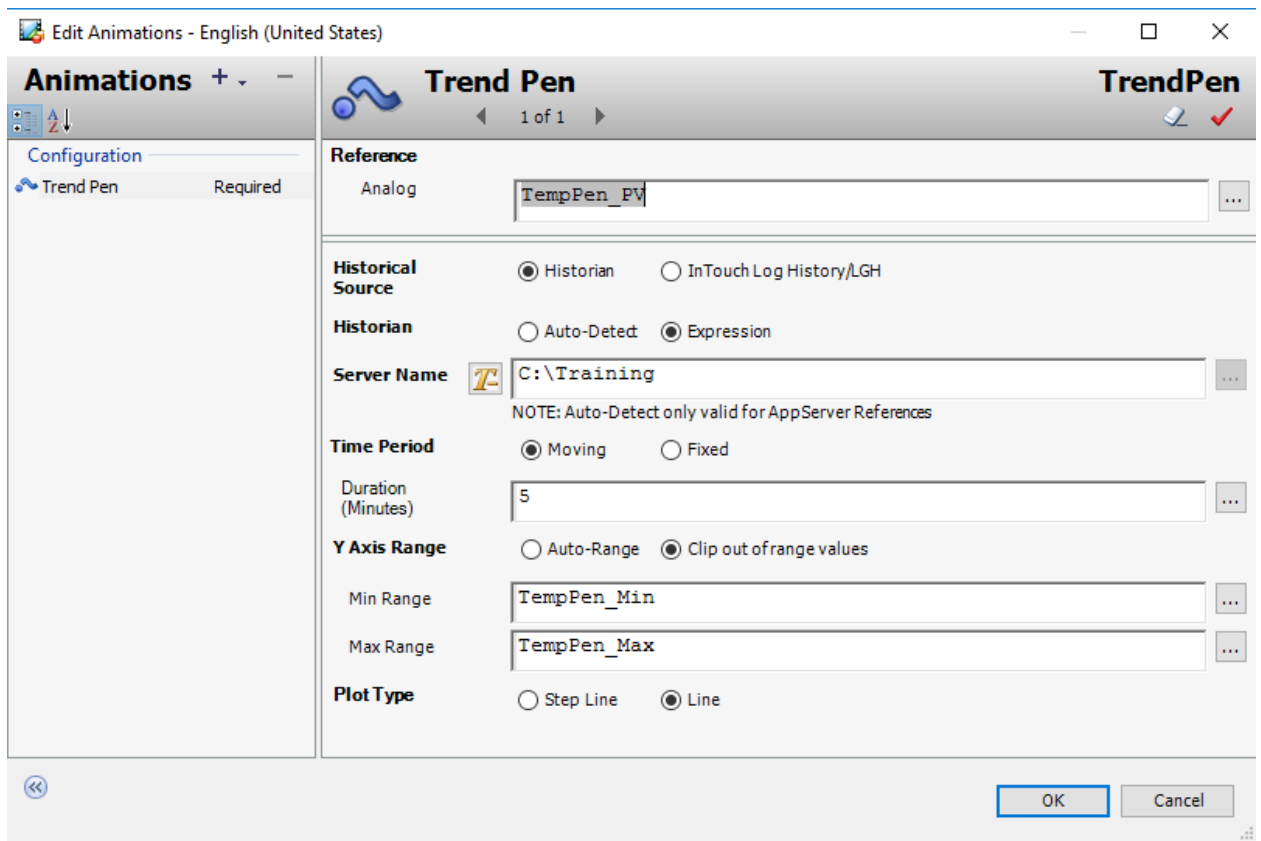 Edit Animations - English (United States)
Animations
Trend Pen
TrendPen
1 of 1
A
Z
Configuration
Trend Pen Required
Reference
Analog TempPen_PV ...
Historical Source Historian InTouch Log History/LGH
Historian Auto-Detect Expression
Server Name T C:\Training ...
NOTE: Auto-Detect only valid for AppServer References
Time Period Moving Fixed
Duration (Minutes) 5 ...
Y Axis Range Auto-Range Clip out of range values
Min Range TempPen_Min ...
Max Range TempPen_Max ...
Plot Type Step Line Line
OK Cancel